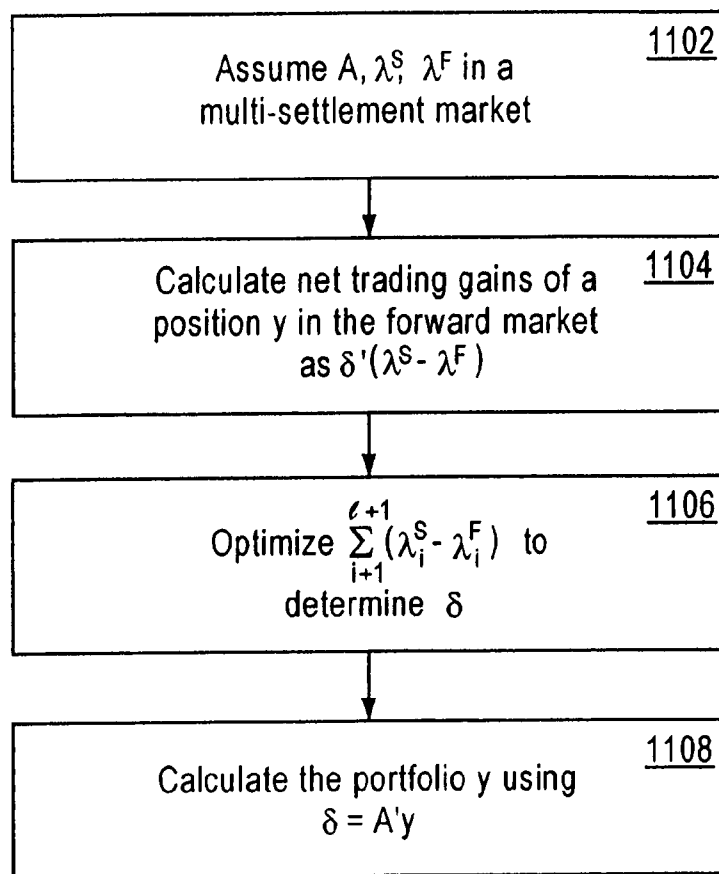 1102
Assume A, λ^S, λ^F in a
multi-settlement market
1104
Calculate net trading gains of a
position y in the forward market
as δ'(λ^S - λ^F)
1106
ℓ+1
Optimize Σ(λ_i^S - λ_i^F) to
i+1
determine δ
1108
Calculate the portfolio y using
δ = A'y